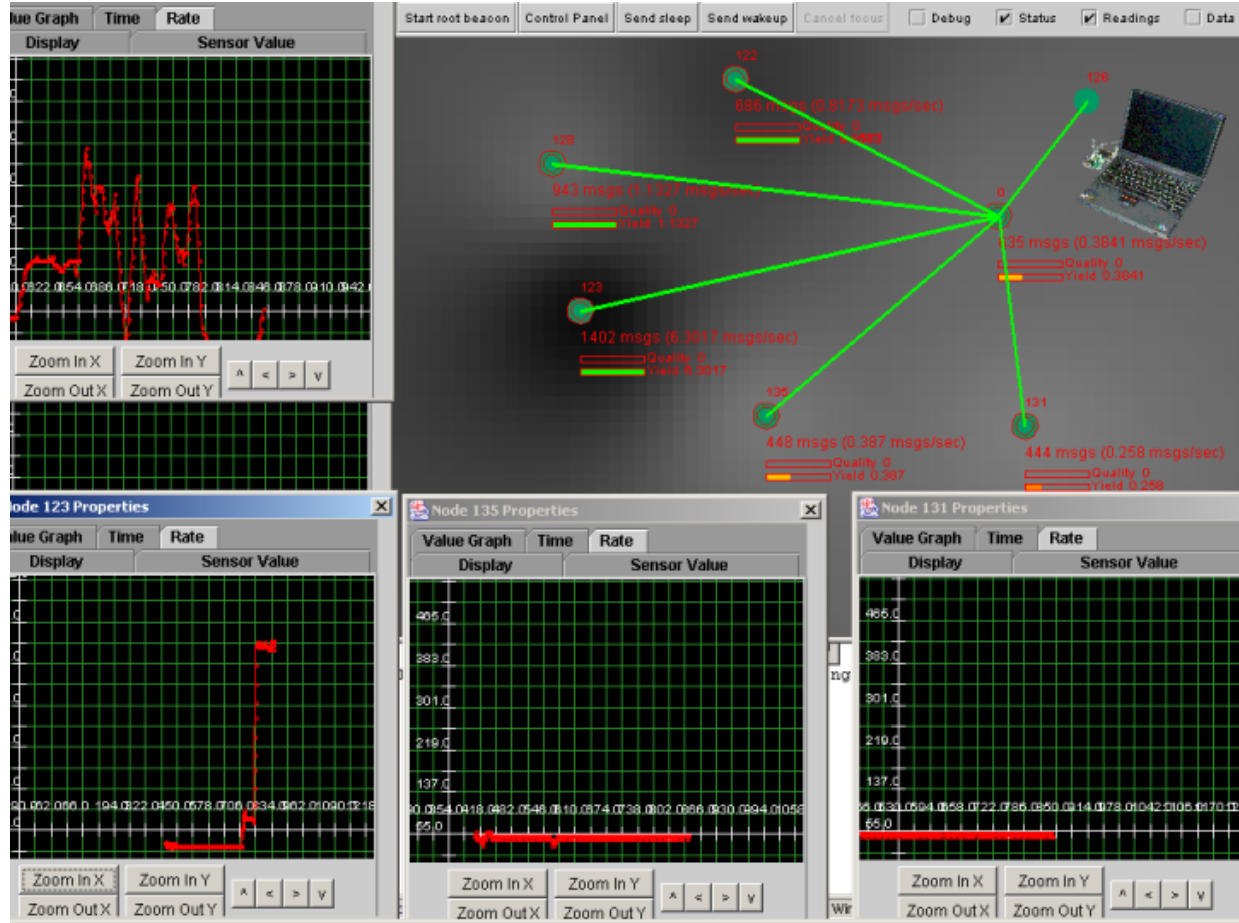 lue Graph Time Rate
Display Sensor Value
Zoom In X Zoom In Y
Zoom Out X Zoom Out Y ^ < > v
Start root beacon Control Panel Send sleep Send wakeup Cancel focus Debug Status Readings Data
122
686 msgs (0.8173 msgs/sec)
Quality 0
Yield
126
128
943 msgs
Quality 0
Yield 1.1327
0
35 msgs (0.3841 msgs/sec)
Quality 0
Yield 0.3841
123
1402 msgs (6.3017 msgs/sec)
Quality 0
Yield 6.3017
135
448 msgs (0.387 msgs/sec)
Quality 0
Yield 0.387
131
444 msgs (0.258 msgs/sec)
Quality 0
Yield 0.258
Node 123 Properties
lue Graph Time Rate
Display Sensor Value
Zoom In X Zoom In Y
Zoom Out X Zoom Out Y ^ < > v
Node 135 Properties
Value Graph Time Rate
Display Sensor Value
465.0
383.0
301.0
219.0
137.0
55.0
Zoom In X Zoom In Y
Zoom Out X Zoom Out Y ^ < > v
ng
Wir
Node 131 Properties
Value Graph Time Rate
Display Sensor Value
465.0
383.0
301.0
219.0
137.0
55.0
Zoom In X Zoom In Y
Zoom Out X Zoom Out Y ^ < > v